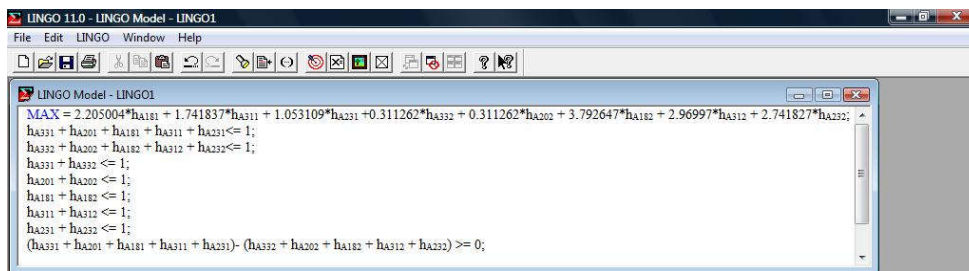 LINGO 11.0 - LINGO Model - LINGO1
File Edit LINGO Window Help
LINGO Model - LINGO1
MAX = 2.205004*hA181 + 1.741837*hA311 + 1.053109*hA231 +0.311262*hA332 + 0.311262*hA202 + 3.792647*hA182 + 2.96997*hA312 + 2.741827*hA232;
hA331 + hA201 + hA181 + hA311 + hA231<= 1;
hA332 + hA202 + hA182 + hA312 + hA232<= 1;
hA331 + hA332 <= 1;
hA201 + hA202 <= 1;
hA181 + hA182 <= 1;
hA311 + hA312 <= 1;
hA231 + hA232 <= 1;
(hA331 + hA201 + hA181 + hA311 + hA231)- (hA332 + hA202 + hA182 + hA312 + hA232) >= 0;